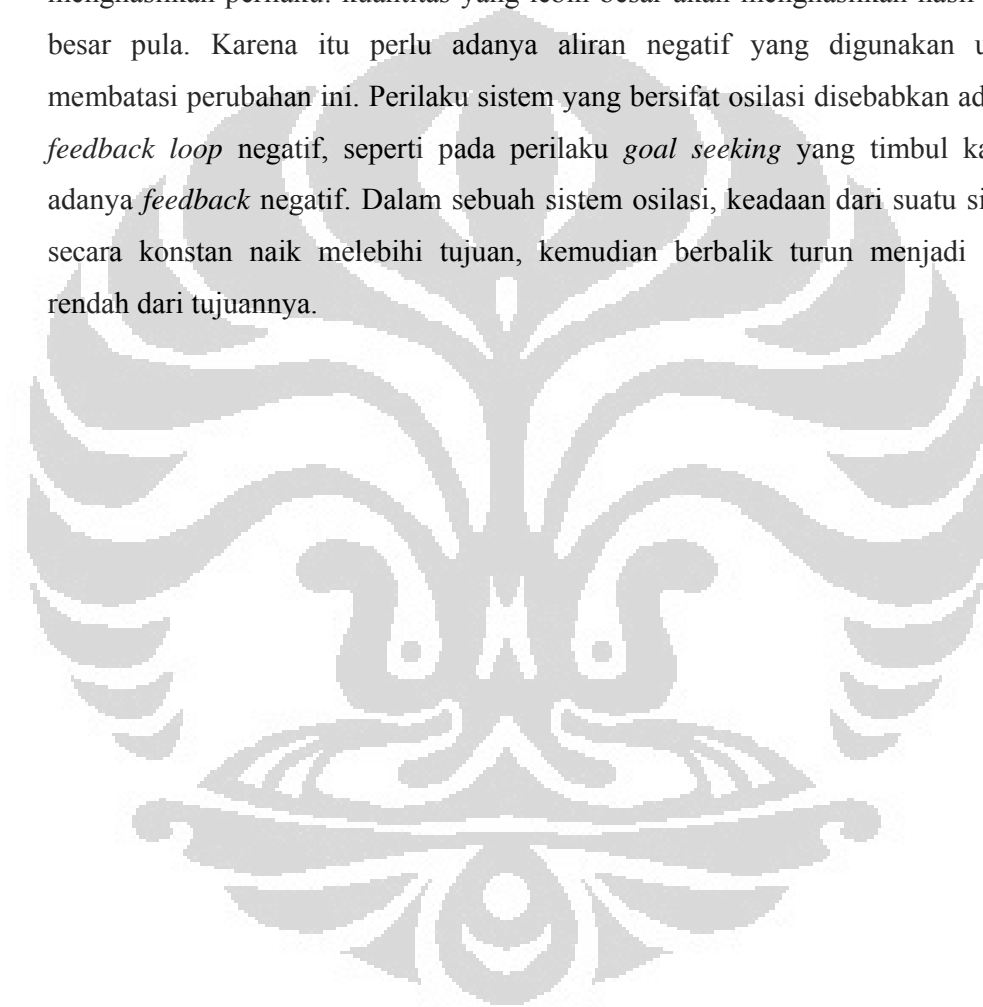 menghasilkan perilaku: kuantitas yang lebih besar akan menghasilkan hasil
besar pula. Karena itu perlu adanya aliran negatif yang digunakan
membatasi perubahan ini. Perilaku sistem yang bersifat osilasi disebabkan
feedback loop negatif, seperti pada perilaku goal seeking yang timbul
adanya feedback negatif. Dalam sebuah sistem osilasi, keadaan dari suatu
secara konstan naik melebihi tujuan, kemudian berbalik turun menjadi
rendah dari tujuannya.